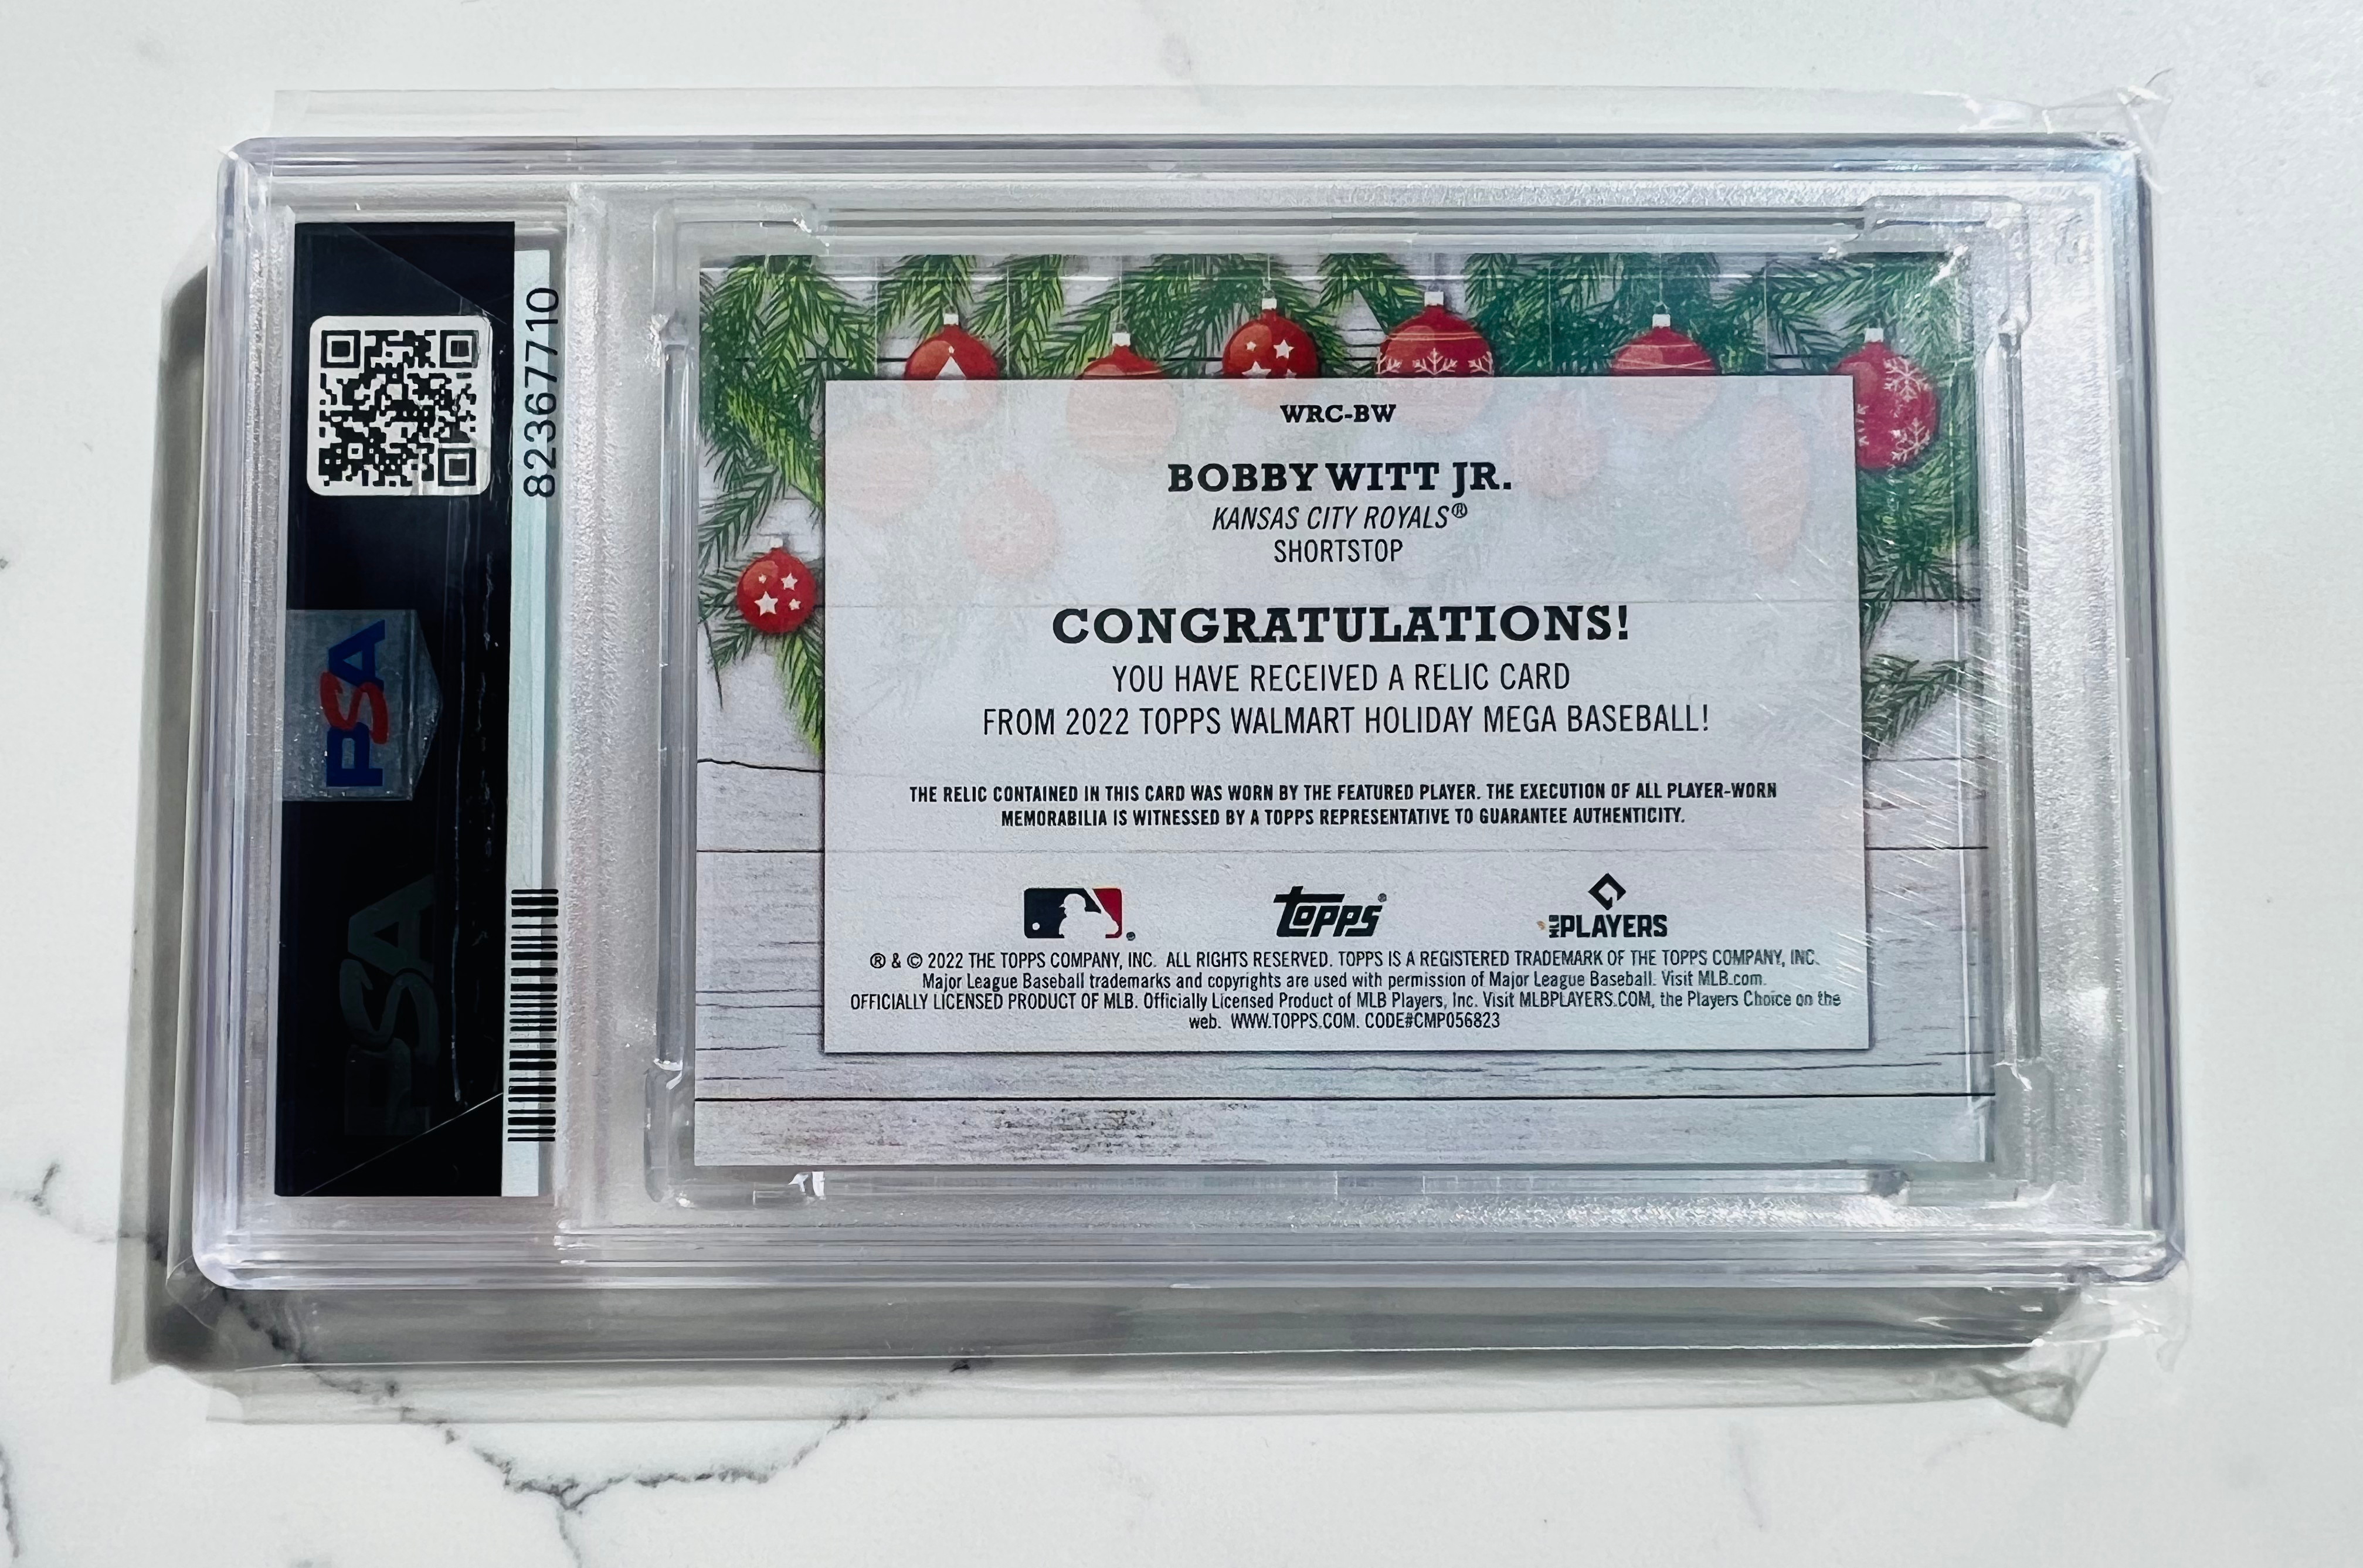 82367710
PSA
PSA
WRC-BW
BOBBY WITT JR.
KANSAS CITY ROYALS®
SHORTSTOP
CONGRATULATIONS!
YOU HAVE RECEIVED A RELIC CARD
FROM 2022 TOPPS WALMART HOLIDAY MEGA BASEBALL!
THE RELIC CONTAINED IN THIS CARD WAS WORN BY THE FEATURED PLAYER. THE EXECUTION OF ALL PLAYER-WORN
MEMORABILIA IS WITNESSED BY A TOPPS REPRESENTATIVE TO GUARANTEE AUTHENTICITY.
® TOPPS® MLB PLAYERS
® & © 2022 THE TOPPS COMPANY, INC. ALL RIGHTS RESERVED. TOPPS IS A REGISTERED TRADEMARK OF THE TOPPS COMPANY, INC.
Major League Baseball trademarks and copyrights are used with permission of Major League Baseball. Visit MLB.com.
OFFICIALLY LICENSED PRODUCT OF MLB. Officially Licensed Product of MLB Players, Inc. Visit MLBPLAYERS.COM, the Players Choice on the
web. WWW.TOPPS.COM. CODE#CMP056823